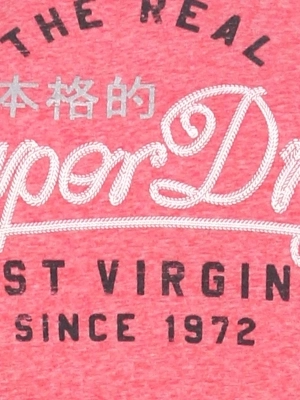 THE REAL
本格的
uper Dr
ST VIRGIN
SINCE 1972